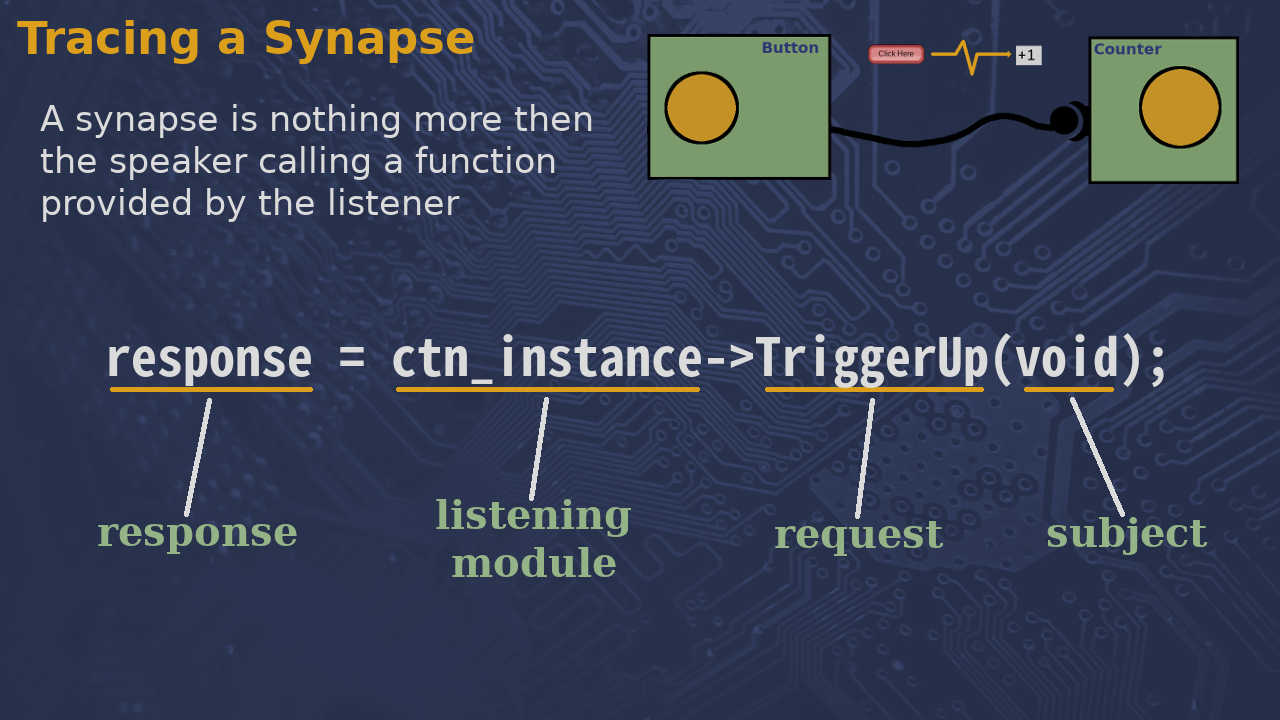 Tracing a Synapse
Button
Click Here
+1
Counter
A synapse is nothing more then
the speaker calling a function
provided by the listener
response = ctn_instance->TriggerUp(void);
response
listening
module
request
subject